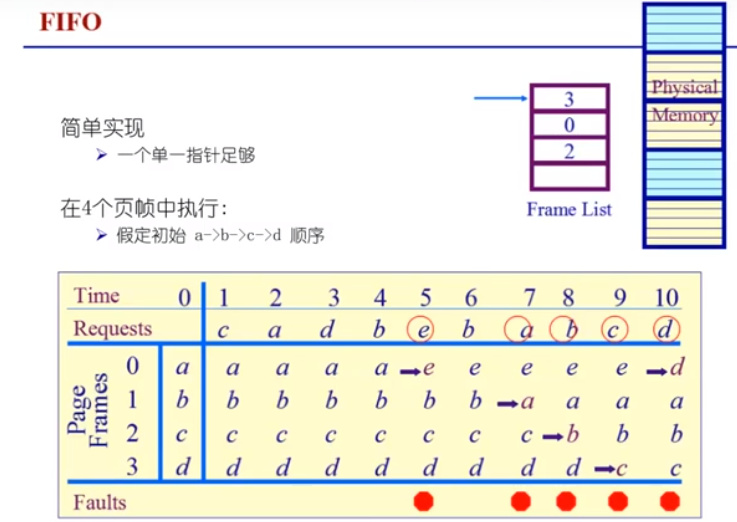 FIFO
简单实现
一个单一指针足够
在4个页帧中执行：
假定初始 a->b->c->d 顺序
3
0
2
Frame List
Physical
Memory
Time 0 1 2 3 4 5 6 7 8 9 10
Requests c a d b e b a b c d
Page Frames
0 a a a a a e e e e e d
1 b b b b b b b a a a a
2 c c c c c c c c b b b
3 d d d d d d d d d c c
Faults